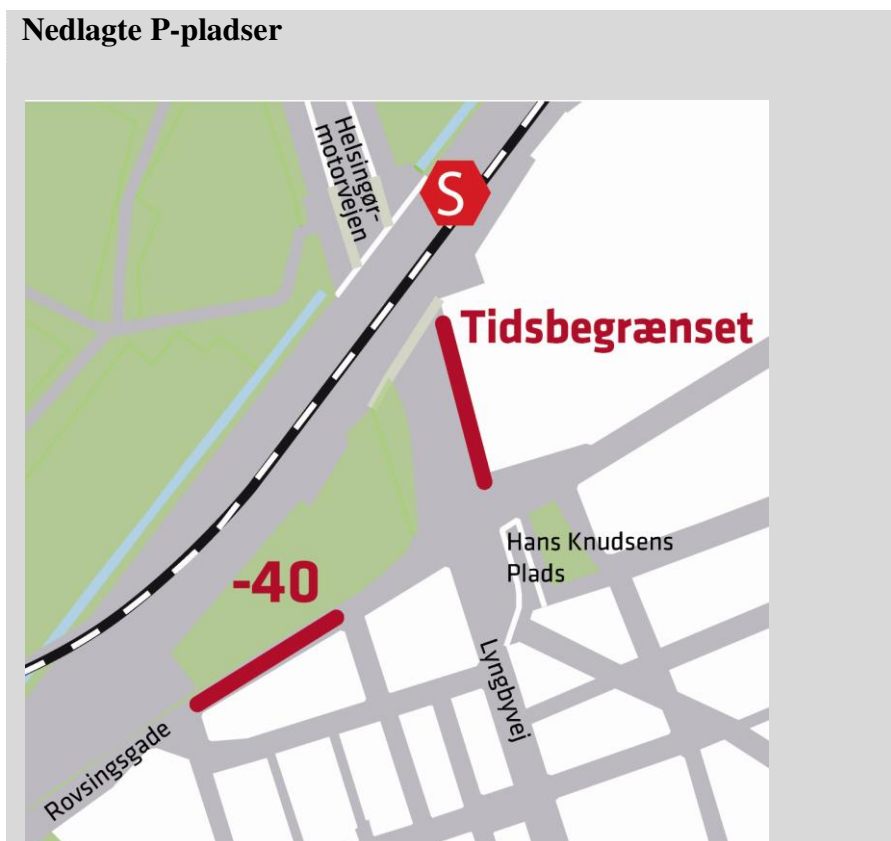 Nedlagte P-pladser
Helsingør-
motorvejen
S
Tidsbegrænset
Hans Knudsens
Plads
-40
Lyngbyvej
Rovsingsgade